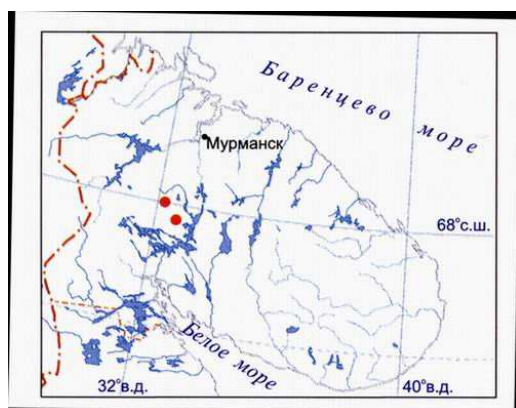 Баренцево море
Мурманск
68°с.ш.
Белое море
32°в.д.
40°в.д.